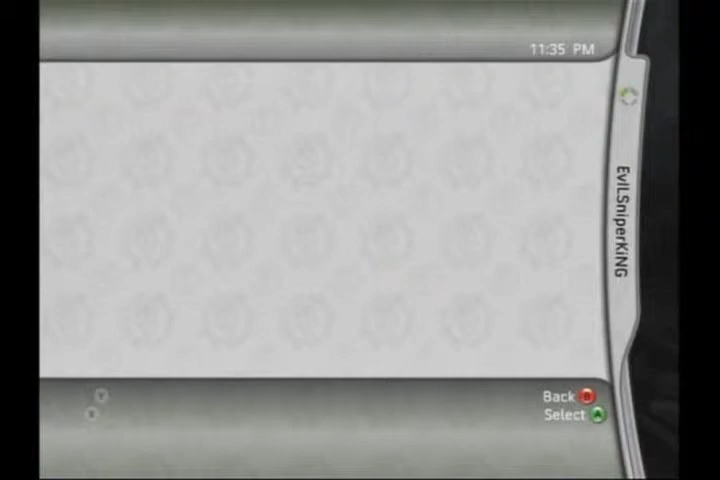 11:35 PM
EvILSniperKiNG
Y
X
Back B
Select A